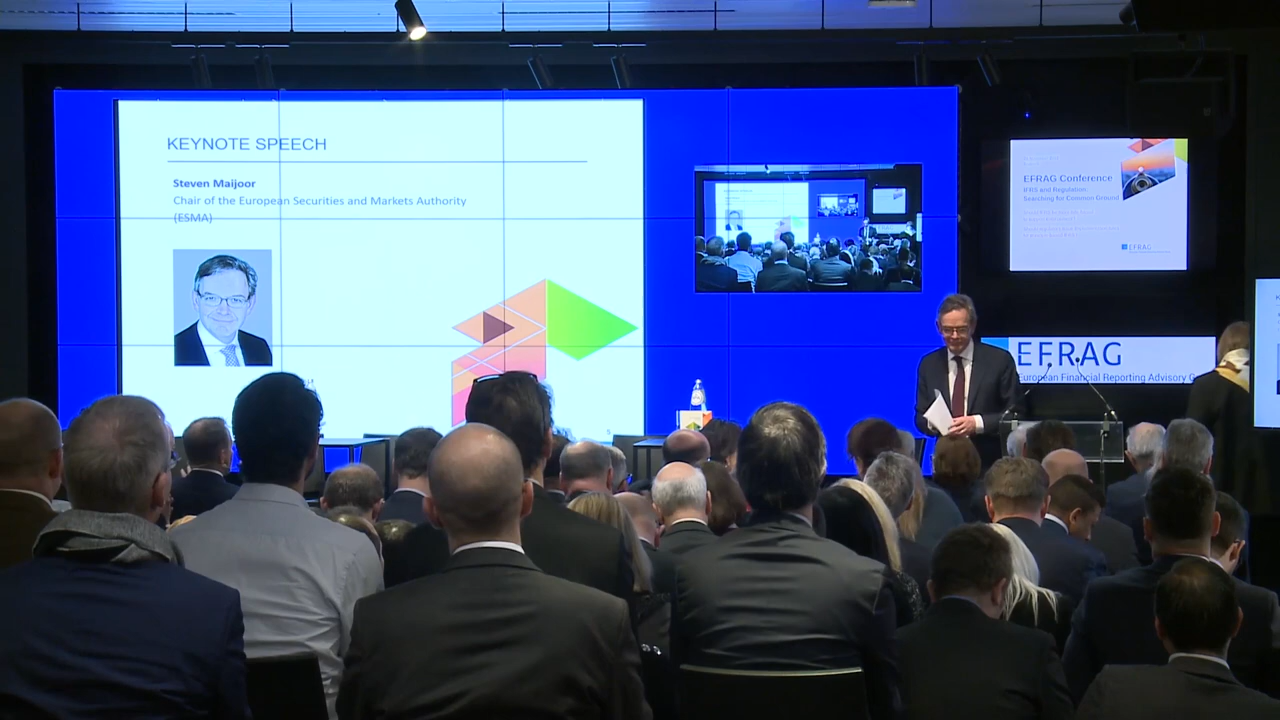 KEYNOTE SPEECH
Steven Maijoor
Chair of the European Securities and Markets Authority
(ESMA)
EFRAG Conference
IFRS and Regulation:
Searching for Common Ground
EFRAG
EFRAG
European Financial Reporting Advisory G